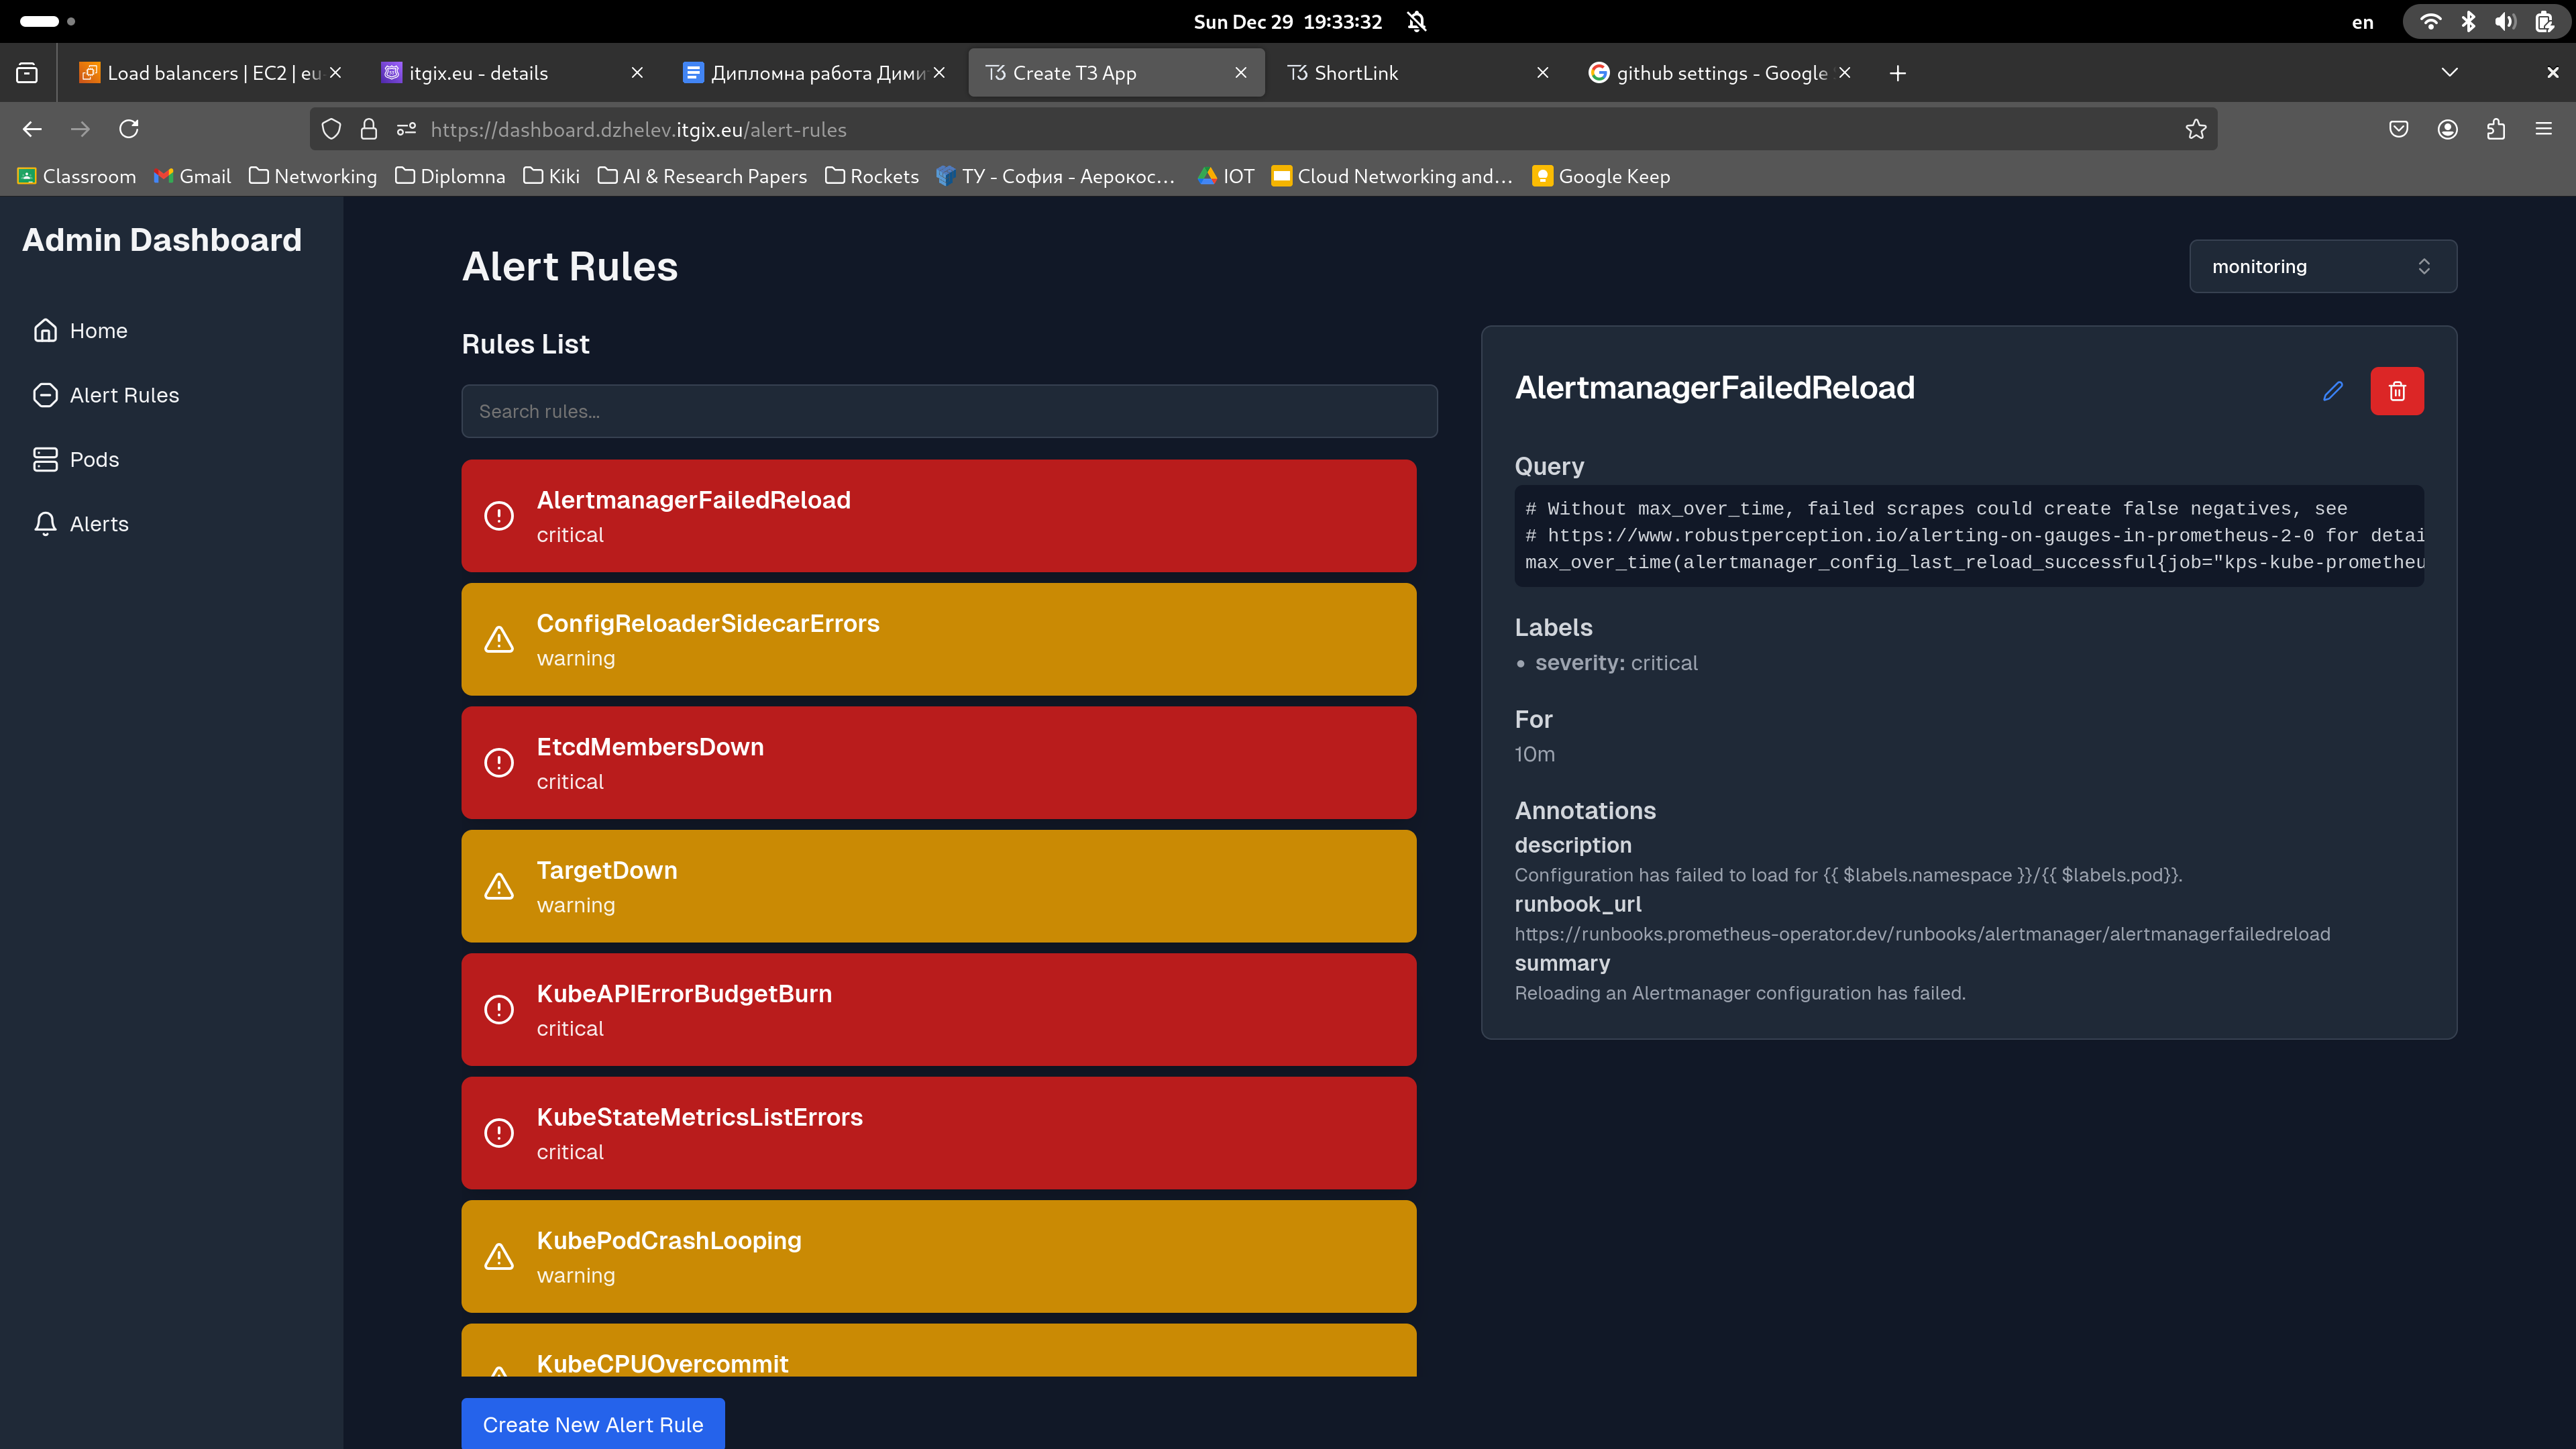 Sun Dec 29 19:33:32
en
Load balancers | EC2 | eu-
itgix.eu - details
Дипломна работа Дими
Create T3 App
ShortLink
github settings - Google
https://dashboard.dzhelev.itgix.eu/alert-rules
Classroom
Gmail
Networking
Diplomna
Kiki
AI & Research Papers
Rockets
ТУ - София - Аерокос…
IOT
Cloud Networking and…
Google Keep
Admin Dashboard
Home
Alert Rules
Pods
Alerts
Alert Rules
monitoring
Rules List
Search rules...
AlertmanagerFailedReload
critical
ConfigReloaderSidecarErrors
warning
EtcdMembersDown
critical
TargetDown
warning
KubeAPIErrorBudgetBurn
critical
KubeStateMetricsListErrors
critical
KubePodCrashLooping
warning
KubeCPUOvercommit
Create New Alert Rule
AlertmanagerFailedReload
Query
# Without max_over_time, failed scrapes could create false negatives, see
# https://www.robustperception.io/alerting-on-gauges-in-prometheus-2-0 for detai
max_over_time(alertmanager_config_last_reload_successful{job="kps-kube-prometheu
Labels
• severity: critical
For
10m
Annotations
description
Configuration has failed to load for {{ $labels.namespace }}/{{ $labels.pod}}.
runbook_url
https://runbooks.prometheus-operator.dev/runbooks/alertmanager/alertmanagerfailedreload
summary
Reloading an Alertmanager configuration has failed.